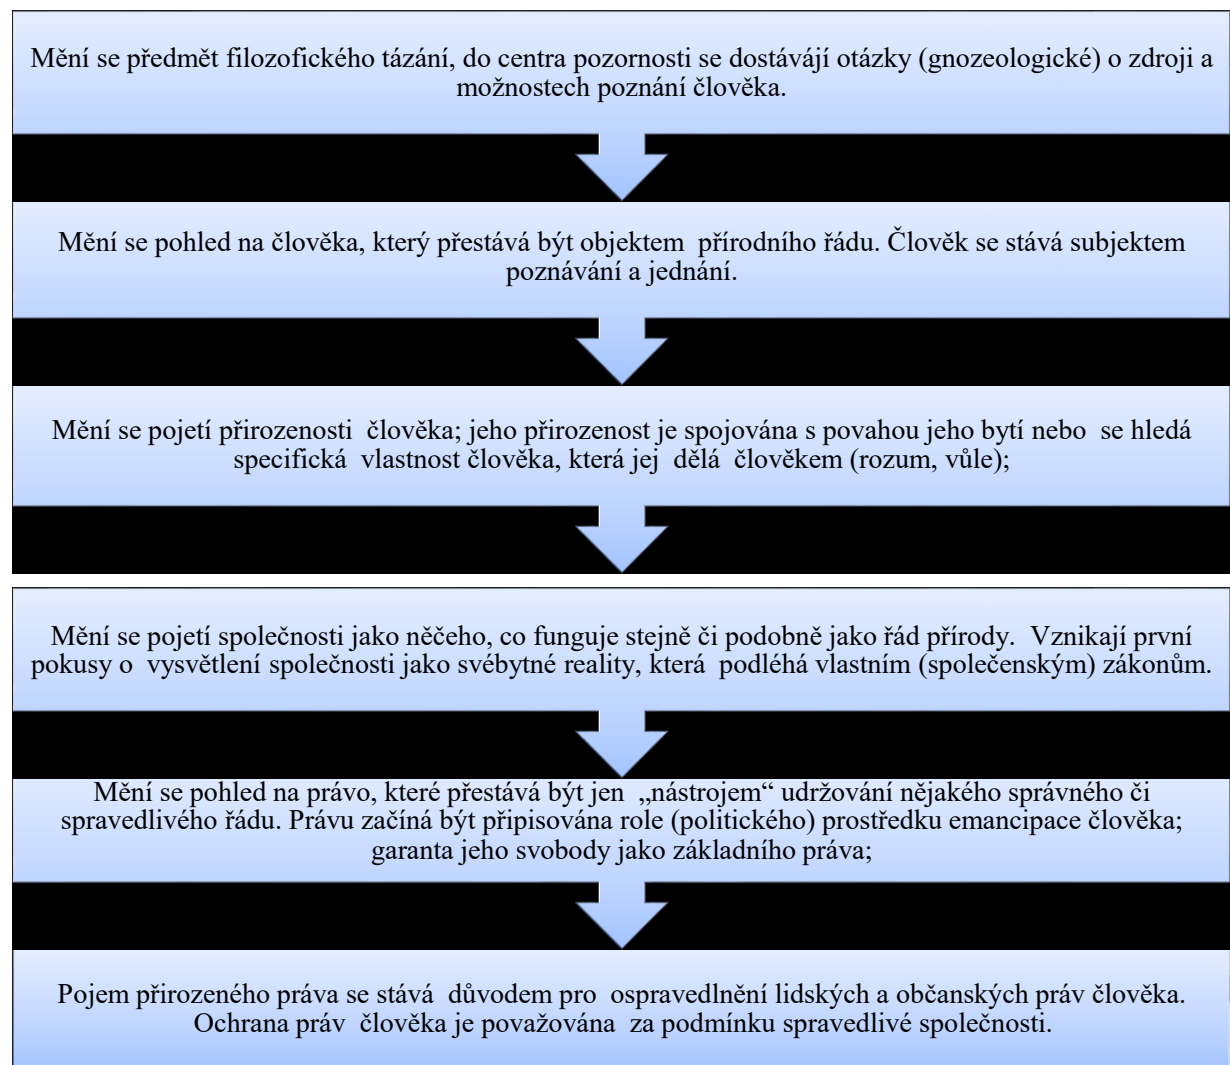 Mění se předmět filozofického tázání, do centra pozornosti se dostávájí otázky (gnozeologické) o zdroji a
možnostech poznání člověka.
Mění se pohled na člověka, který přestává být objektem  přírodního řádu. Člověk se stává subjektem
poznávání a jednání.
Mění se pojetí přirozenosti  člověka; jeho přirozenost je spojována s povahou jeho bytí nebo  se hledá
specifická  vlastnost člověka, která jej  dělá  člověkem (rozum, vůle);
Mění se pojetí společnosti jako něčeho, co funguje stejně či podobně jako řád přírody.  Vznikají první
pokusy o  vysvětlení společnosti jako svébytné reality, která  podléhá vlastním (společenským) zákonům.
Mění se pohled na právo, které přestává být jen  „nástrojem“ udržování nějakého správného či
spravedlivého řádu. Právu začíná být připisována role (politického) prostředku emancipace člověka;
garanta jeho svobody jako základního práva;
Pojem přirozeného práva se stává  důvodem pro  ospravedlnění lidských a občanských práv člověka.
Ochrana práv  člověka je považována  za podmínku spravedlivé společnosti.